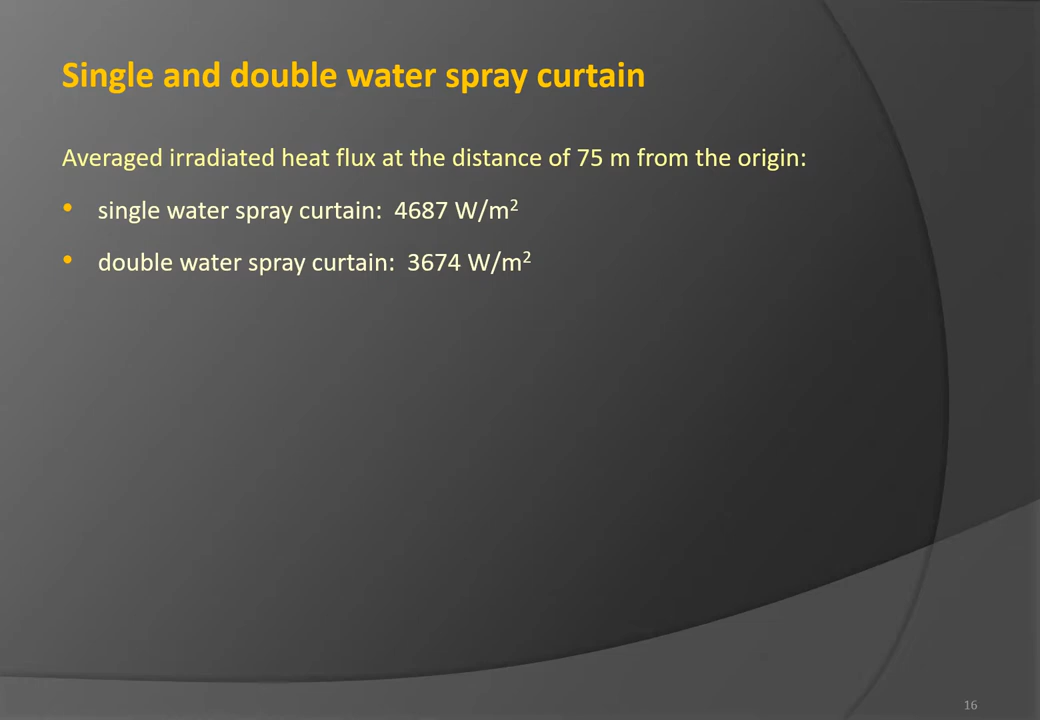 Single and double water spray curtain
Averaged irradiated heat flux at the distance of 75 m from the origin:
• single water spray curtain:  4687 W/m²
• double water spray curtain:  3674 W/m²
16